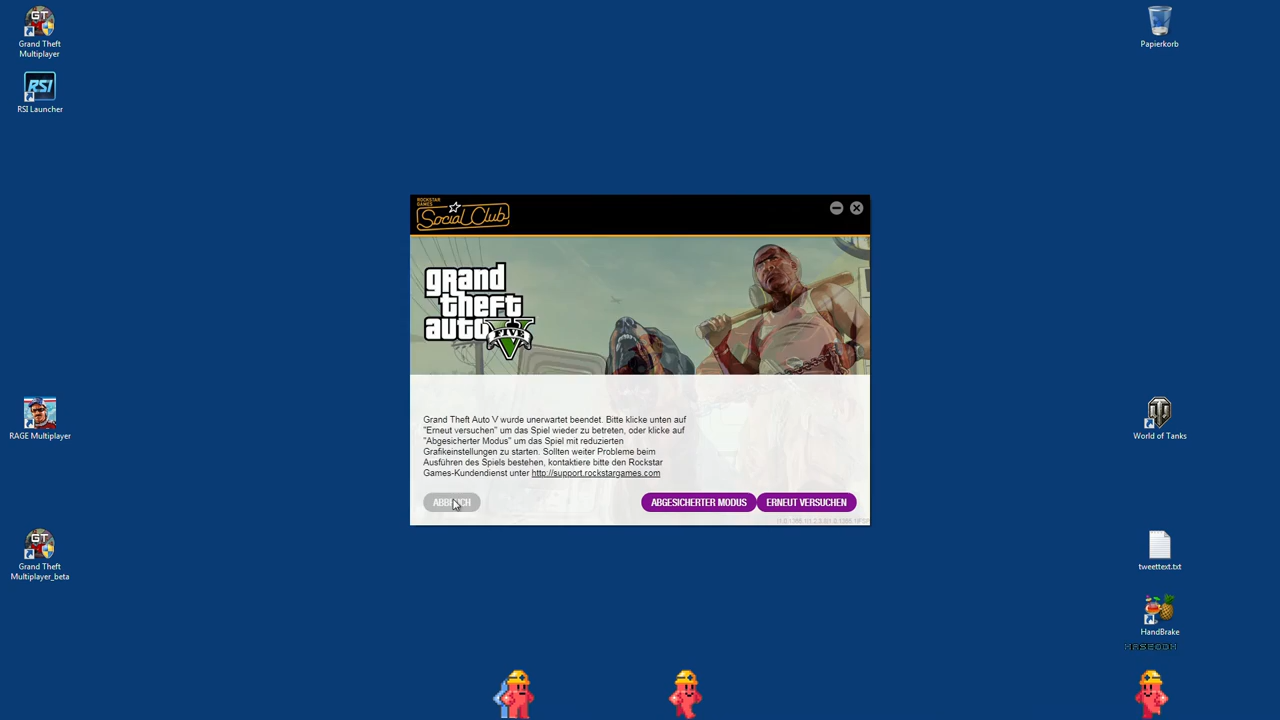 Grand Theft
Multiplayer
RSI
RSI Launcher
Papierkorb
ROCKSTAR
GAMES
Social Club
grand
theft
auto
FIVE
Grand Theft Auto V wurde unerwartet beendet. Bitte klicke unten auf
"Erneut versuchen" um das Spiel wieder zu betreten, oder klicke auf
"Abgesicherter Modus" um das Spiel mit reduzierten
Grafikeinstellungen zu starten. Sollten weiter Probleme beim
Ausführen des Spiels bestehen, kontaktiere bitte den Rockstar
Games-Kundendienst unter http://support.rockstargames.com
ABGESICHERTER MODUS
ERNEUT VERSUCHEN
RAGE Multiplayer
World of Tanks
GT
Grand Theft
Multiplayer_beta
tweettext.txt
HandBrake